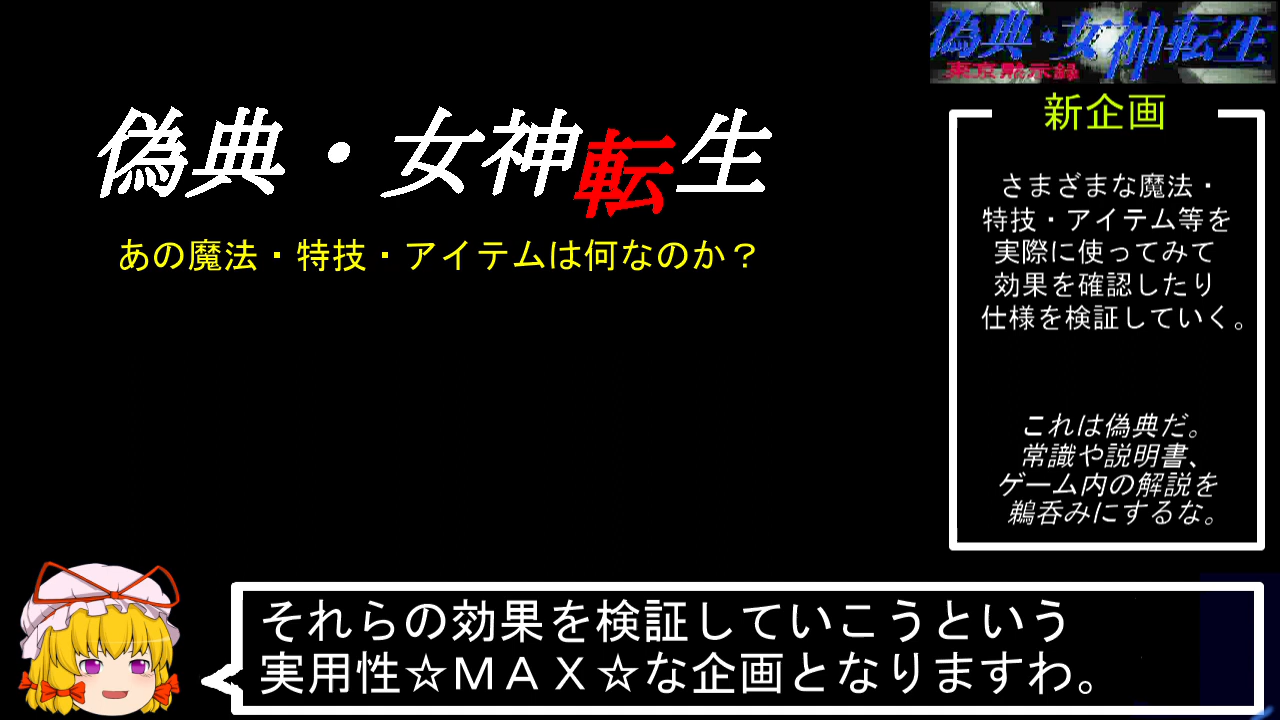 偽典・女神転生
東京黙示録
偽典・女神転生
あの魔法・特技・アイテムは何なのか？
新企画
さまざまな魔法・
特技・アイテム等を
実際に使ってみて
効果を確認したり
仕様を検証していく。
これは偽典だ。
常識や説明書、
ゲーム内の解説を
鵜呑みにするな。
それらの効果を検証していこうという
実用性☆ＭＡＸ☆な企画となりますわ。